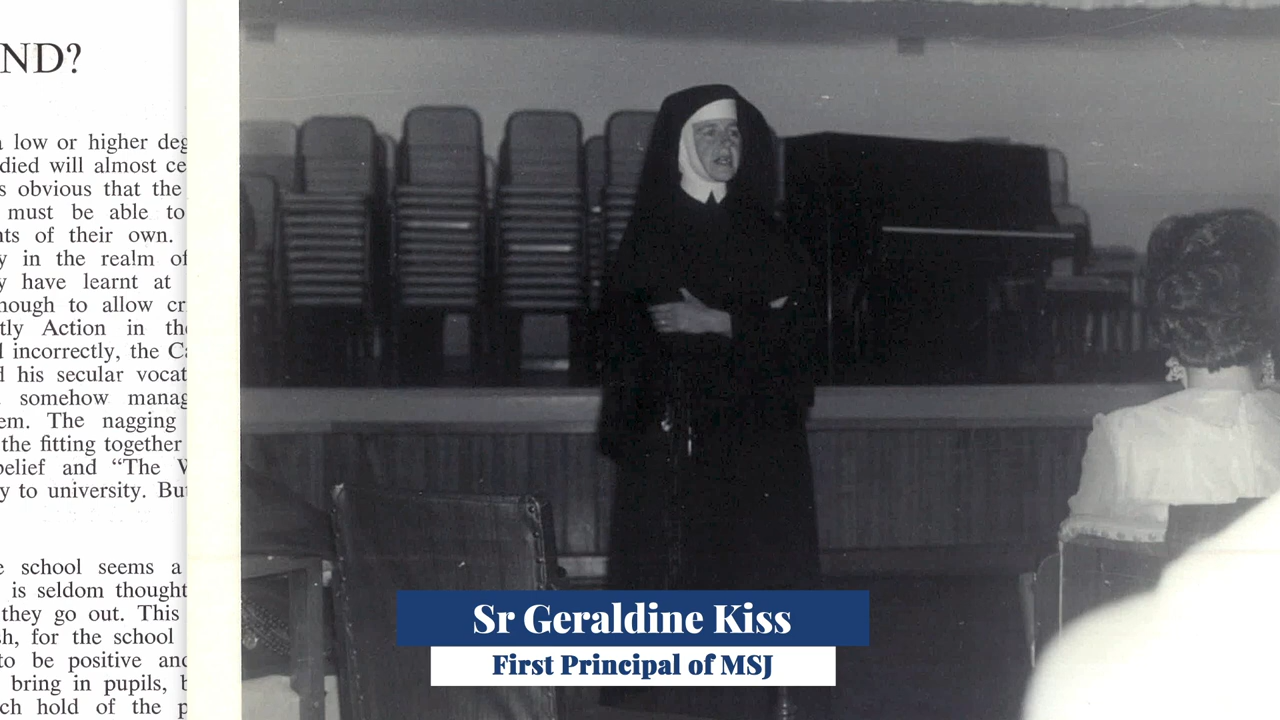 ND?
a low or higher deg
died will almost ce
s obvious that the
must be able to
nts of their own.
y in the realm of
y have learnt at
nough to allow cr
tly Action in the
l incorrectly, the Ca
d his secular vocat
somehow manag
em. The nagging
the fitting together
belief and “The W
y to university. But
e school seems a
is seldom thought
they go out. This
sh, for the school
to be positive and
bring in pupils, b
ch hold of the p
Sr Geraldine Kiss
First Principal of MSJ